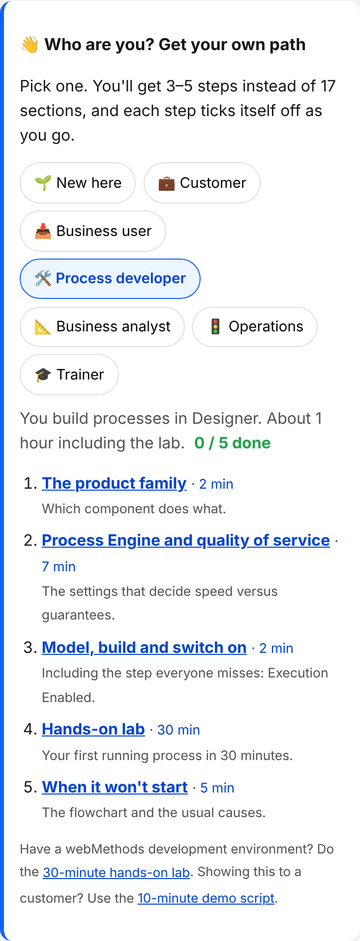 👋 Who are you? Get your own path
Pick one. You'll get 3–5 steps instead of 17
sections, and each step ticks itself off as
you go.
🌱 New here
💼 Customer
📥 Business user
🛠️ Process developer
📐 Business analyst
🚦 Operations
🎓 Trainer
You build processes in Designer. About 1
hour including the lab. 0 / 5 done
1. The product family · 2 min
Which component does what.
2. Process Engine and quality of service ·
7 min
The settings that decide speed versus
guarantees.
3. Model, build and switch on · 2 min
Including the step everyone misses: Execution
Enabled.
4. Hands-on lab · 30 min
Your first running process in 30 minutes.
5. When it won't start · 5 min
The flowchart and the usual causes.
Have a webMethods development environment? Do
the 30-minute hands-on lab. Showing this to a
customer? Use the 10-minute demo script.